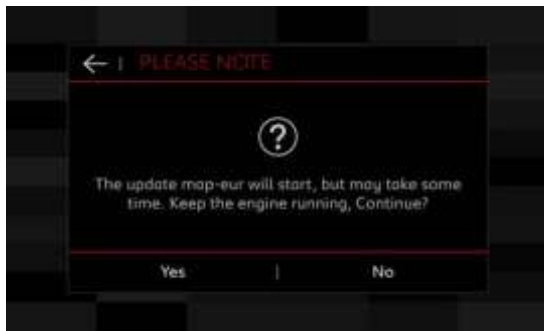 PLEASE NOTE
The update map-eur will start, but may take some
time. Keep the engine running, Continue?
Yes | No